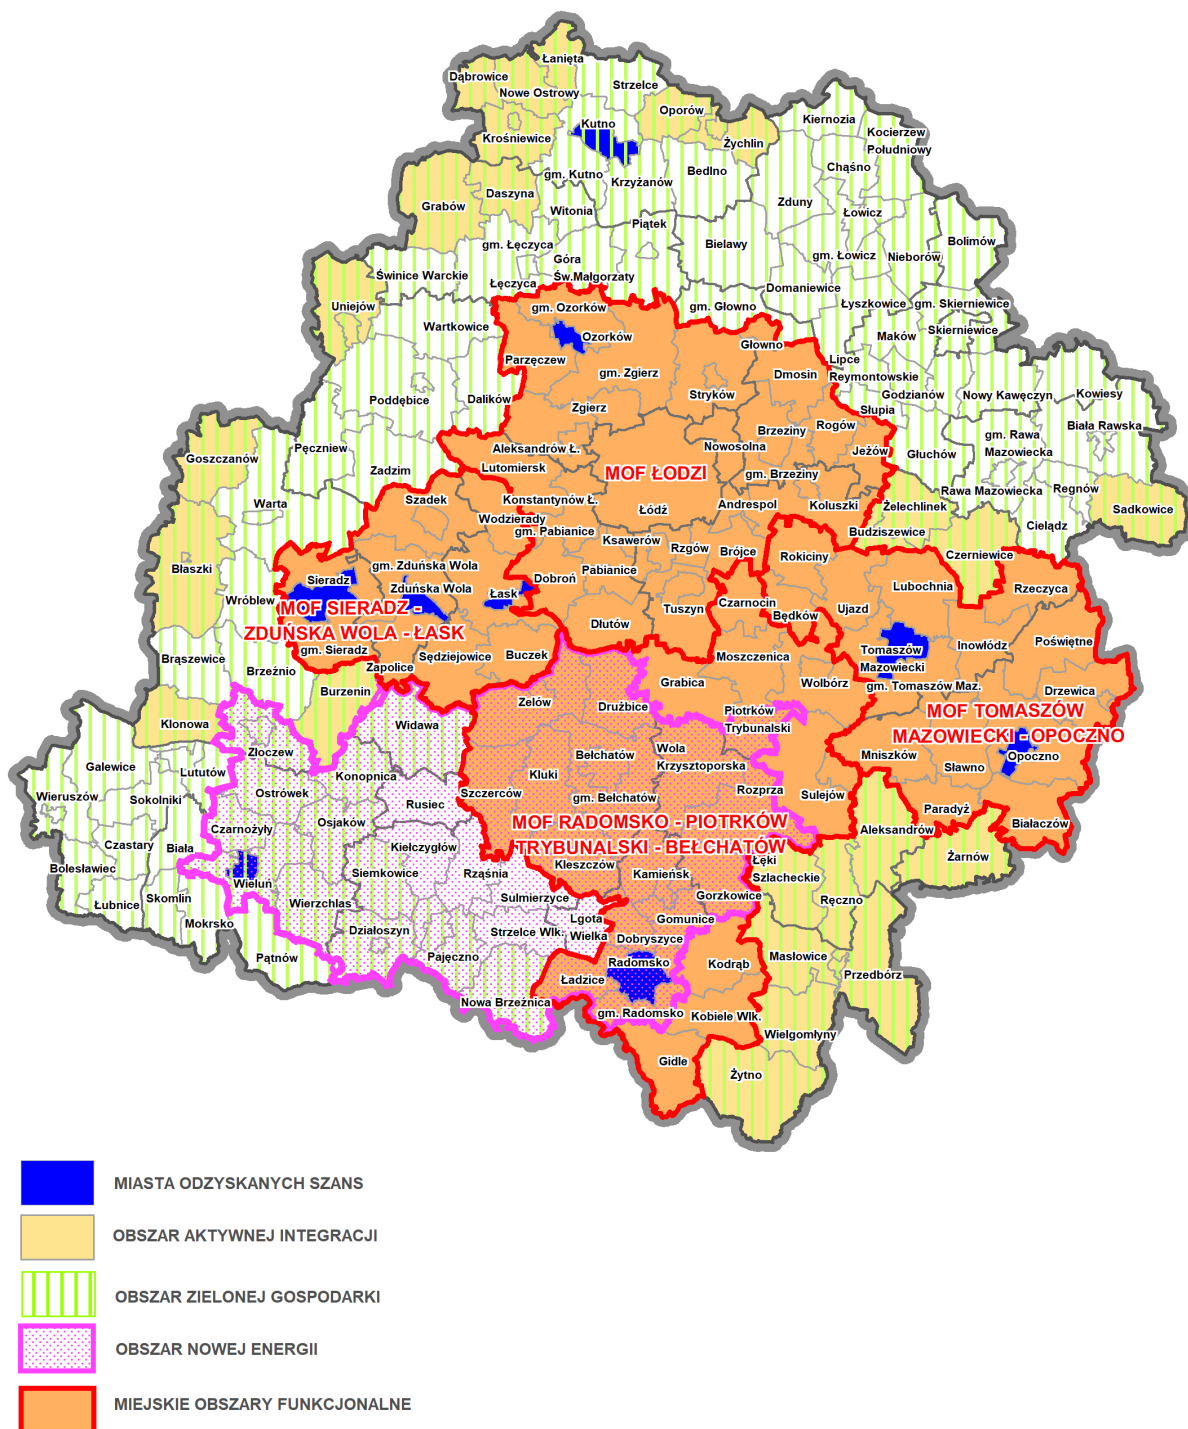 Łanięta
Dąbrowice
Strzelce
Nowe Ostrowy
Oporów
Kiernozia
Kutno
Kocierzew
Południowy
Krośniewice
Żychlin
Chąśno
gm. Kutno
Krzyżanów
Bedlno
Daszyna
Zduny
Grabów
Witonia
Łowicz
Piątek
gm. Łęczyca
Bielawy
Bolimów
Góra
Św.Małgorzaty
gm. Łowicz
Nieborów
Świnice Warckie
Łęczyca
Domaniewice
Uniejów
gm. Ozorków
gm. Głowno
Łyszkowice
gm. Skierniewice
Wartkowice
Ozorków
Maków
Skierniewice
Głowno
Parzęczew
Lipce
Reymontowskie
gm. Zgierz
Dmosin
Poddębice
Dalików
Stryków
Godzianów
Nowy Kawęczyn
Kowiesy
Zgierz
Słupia
Rogów
Biała Rawska
Brzeziny
gm. Rawa
Mazowiecka
Pęczniew
Aleksandrów Ł.
Nowosolna
Jeżów
Głuchów
Goszczanów
Lutomiersk
MOF ŁODZI
gm. Brzeziny
Zadzim
Rawa Mazowiecka
Regnów
Szadek
Konstantynów Ł.
Andrespol
Koluszki
Żelechlinek
Sadkowice
Warta
Łódź
Wodzierady
gm. Pabianice
Cielądz
Budziszewice
Ksawerów
Rzgów
Brójce
Rokiciny
Czerniewice
Błaszki
gm. Zduńska Wola
Pabianice
Sieradz
Zduńska Wola
Dobroń
Lubochnia
Rzeczyca
Łask
Wróblew
Czarnocin
MOF SIERADZ -
ZDUŃSKA WOLA - ŁASK
Tuszyn
Będków
Ujazd
Dłutów
Poświętne
gm. Sieradz
Tomaszów
Mazowiecki
Inowłódz
Brąszewice
Sędziejowice
Buczek
Moszczenica
Zapolice
Brzeźnio
Grabica
Wolbórz
gm. Tomaszów Maz.
Burzenin
Drzewica
Zelów
Drużbice
Piotrków
Trybunalski
MOF TOMASZÓW
MAZOWIECKI - OPOCZNO
Klonowa
Widawa
Złoczew
Wola
Krzysztoporska
Bełchatów
Mniszków
Opoczno
Galewice
Lututów
Konopnica
Kluki
Sławno
Wieruszów
Sokolniki
Ostrówek
Rusiec
Szczerców
gm. Bełchatów
Rozprza
Sulejów
Paradyż
Osjaków
MOF RADOMSKO - PIOTRKÓW
TRYBUNALSKI - BEŁCHATÓW
Białaczów
Czarnożyły
Aleksandrów
Czastary
Biała
Kiełczygłów
Żarnów
Bolesławiec
Siemkowice
Rząśnia
Kleszczów
Kamieńsk
Łęki
Szlacheckie
Wieluń
Gorzkowice
Łubnice
Skomlin
Wierzchlas
Sulmierzyce
Ręczno
Mokrsko
Działoszyn
Strzelce Wlk.
Lgota
Wielka
Gomunice
Dobryszyce
Pątnów
Pajęczno
Masłowice
Radomsko
Kodrąb
Przedbórz
Ładzice
Nowa Brzeźnica
gm. Radomsko
Kobiele Wlk.
Wielgomłyny
Gidle
Żytno
MIASTA ODZYSKANYCH SZANS
OBSZAR AKTYWNEJ INTEGRACJI
OBSZAR ZIELONEJ GOSPODARKI
OBSZAR NOWEJ ENERGII
MIEJSKIE OBSZARY FUNKCJONALNE